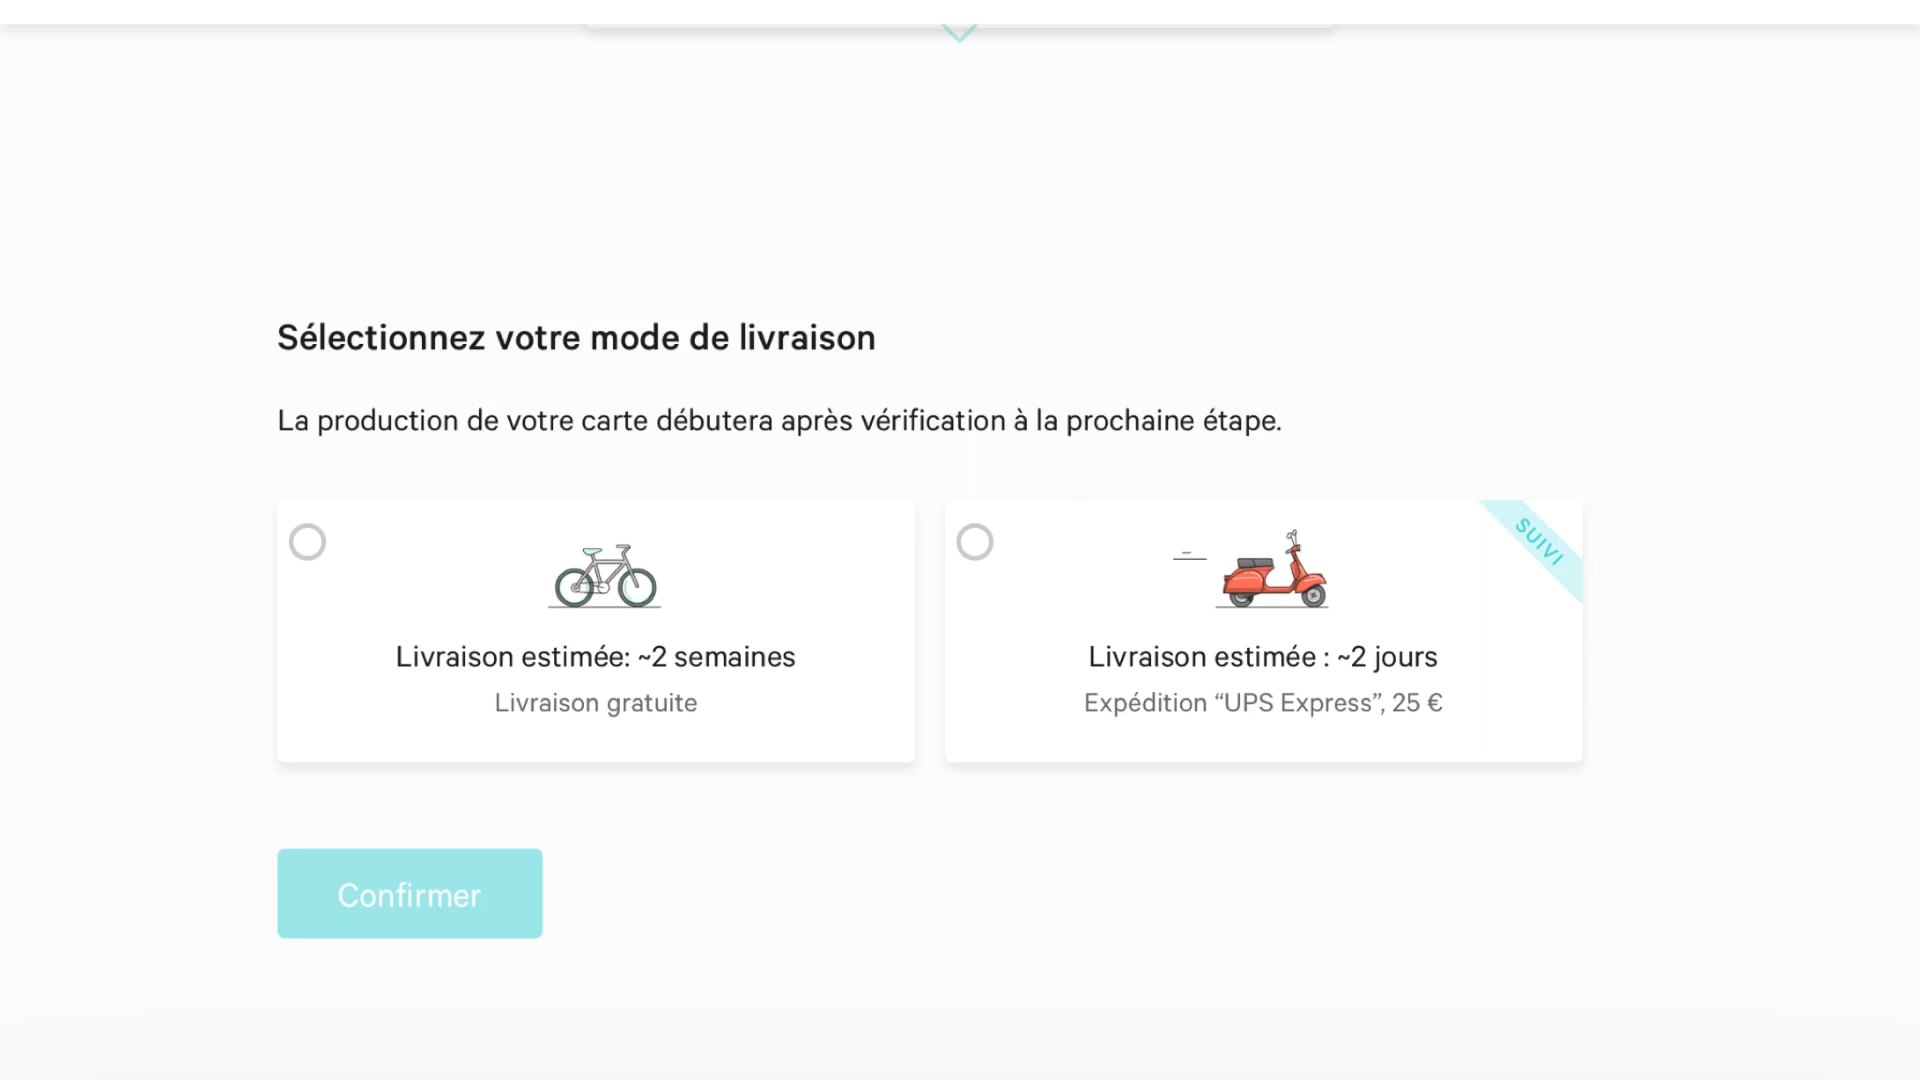 Sélectionnez votre mode de livraison
La production de votre carte débutera après vérification à la prochaine étape.
Livraison estimée: ~2 semaines
Livraison gratuite
SUIVI
Livraison estimée : ~2 jours
Expédition “UPS Express”, 25 €
Confirmer